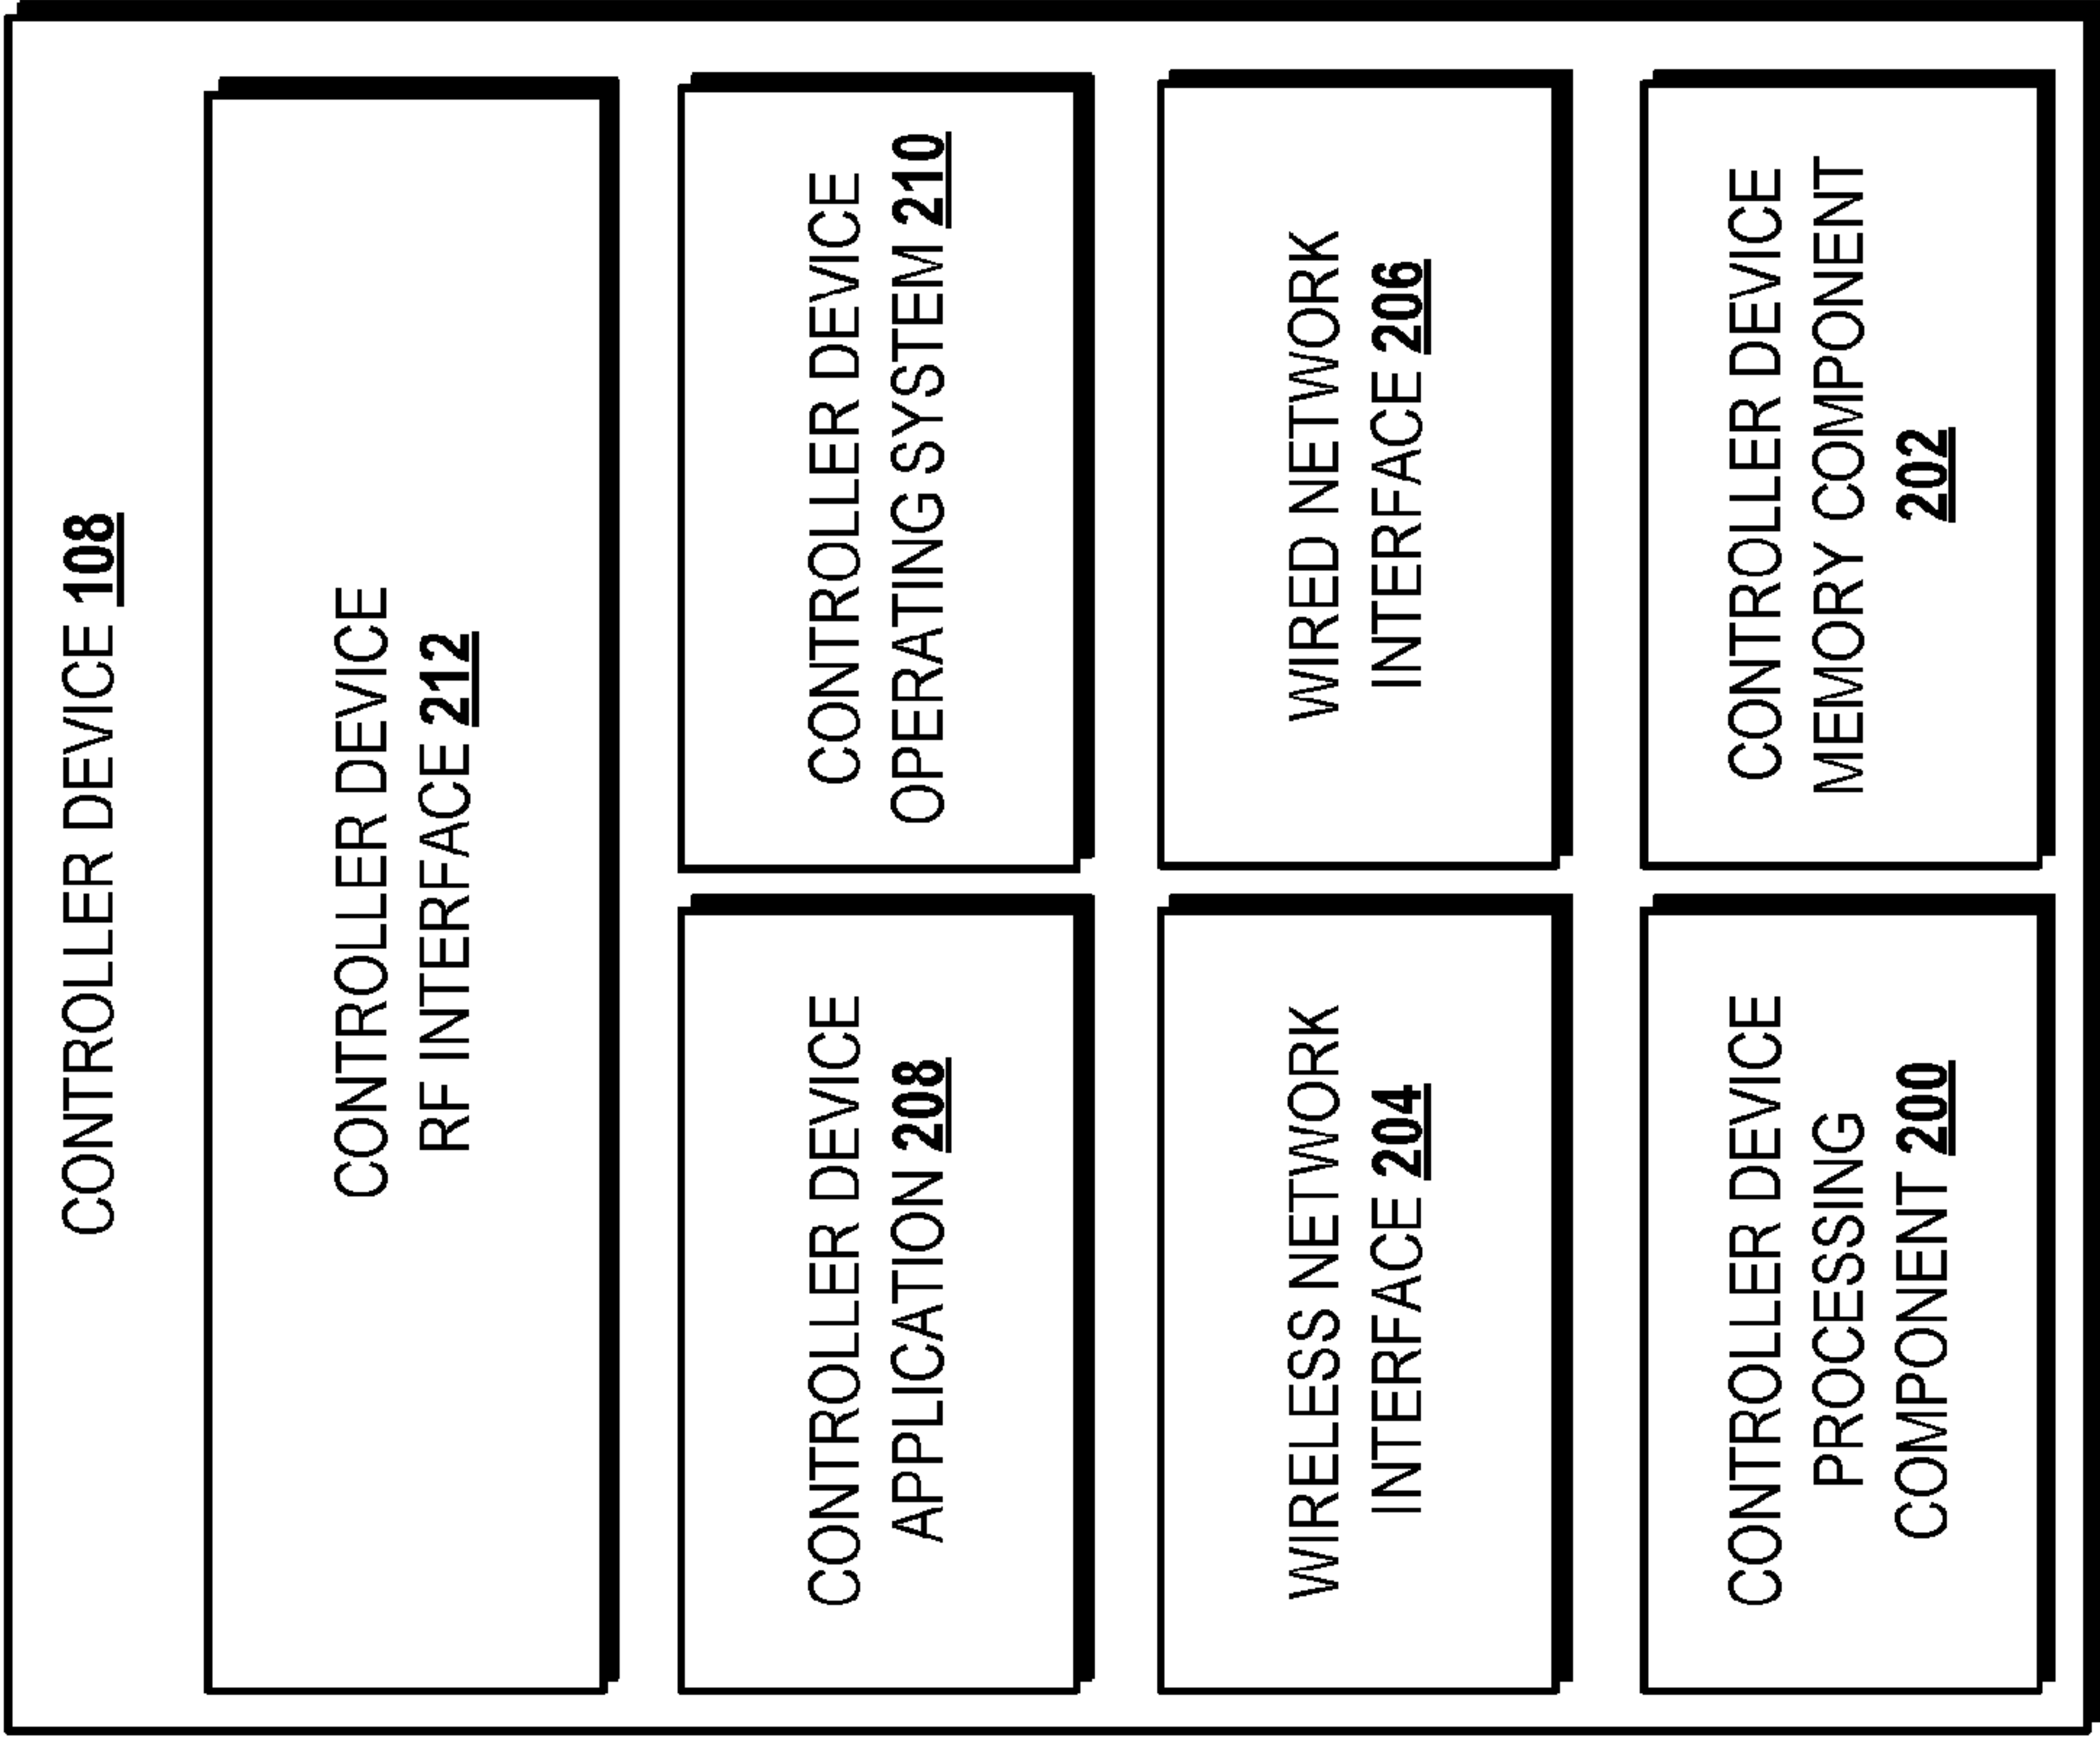 CONTROLLER DEVICE 108
CONTROLLER DEVICE
RF INTERFACE 212
CONTROLLER DEVICE
APPLICATION 208
CONTROLLER DEVICE
OPERATING SYSTEM 210
WIRELESS NETWORK
INTERFACE 204
WIRED NETWORK
INTERFACE 206
CONTROLLER DEVICE
PROCESSING
COMPONENT 200
CONTROLLER DEVICE
MEMORY COMPONENT
202